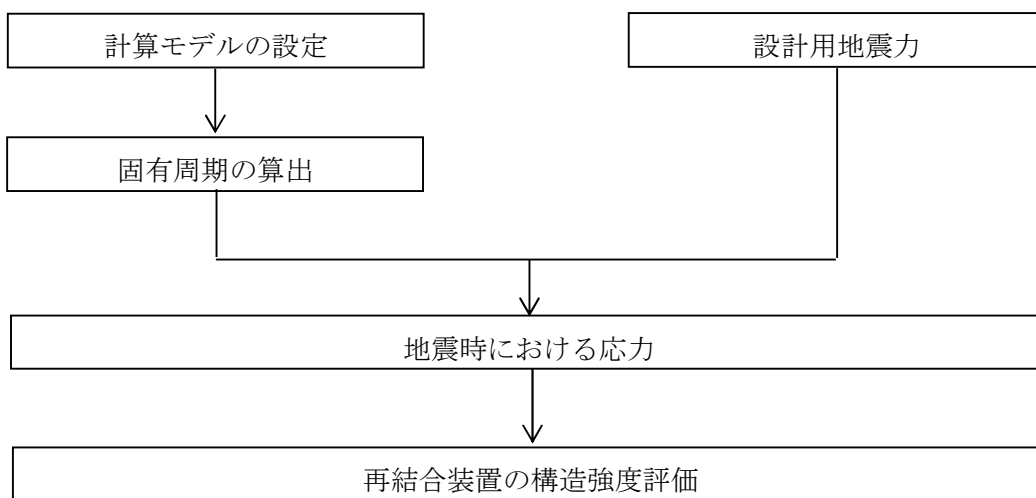 計算モデルの設定
設計用地震力
固有周期の算出
地震時における応力
再結合装置の構造強度評価